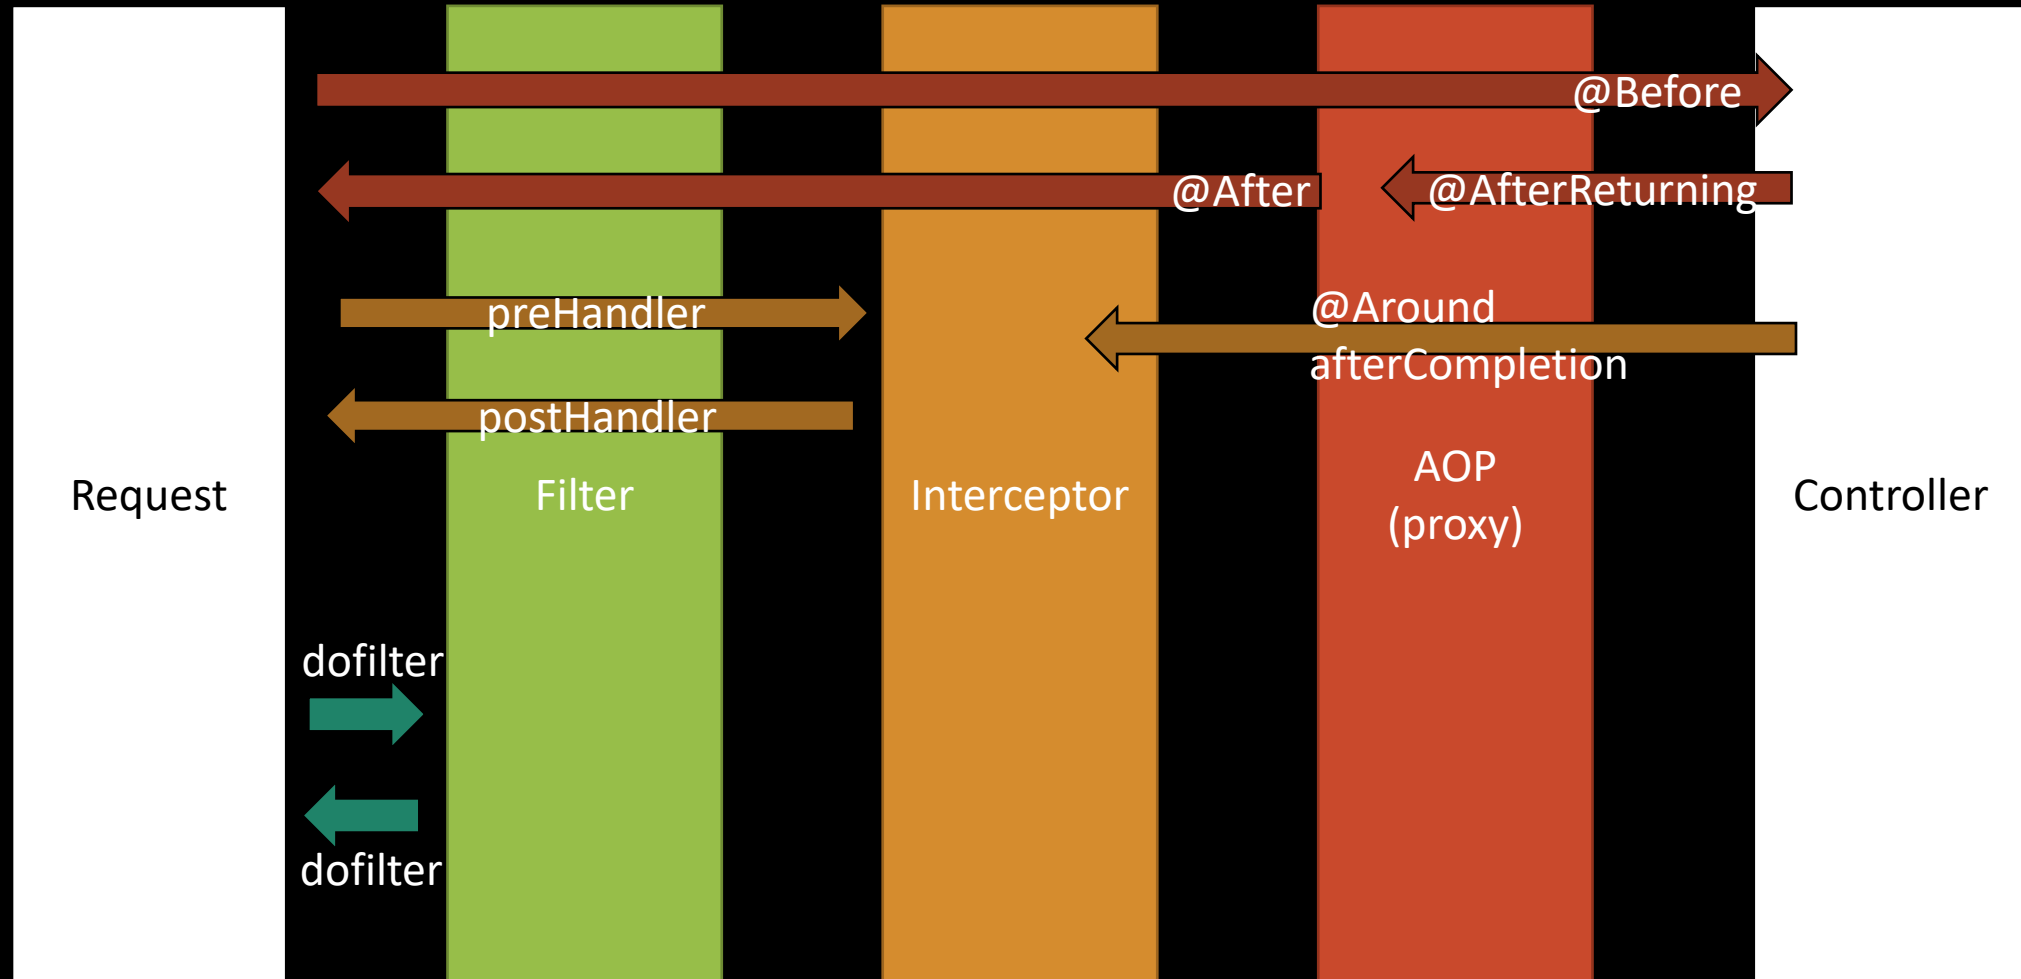 @Before
@After
@AfterReturning
preHandler
@Around
afterCompletion
postHandler
Request
Filter
Interceptor
AOP
(proxy)
Controller
dofilter
dofilter